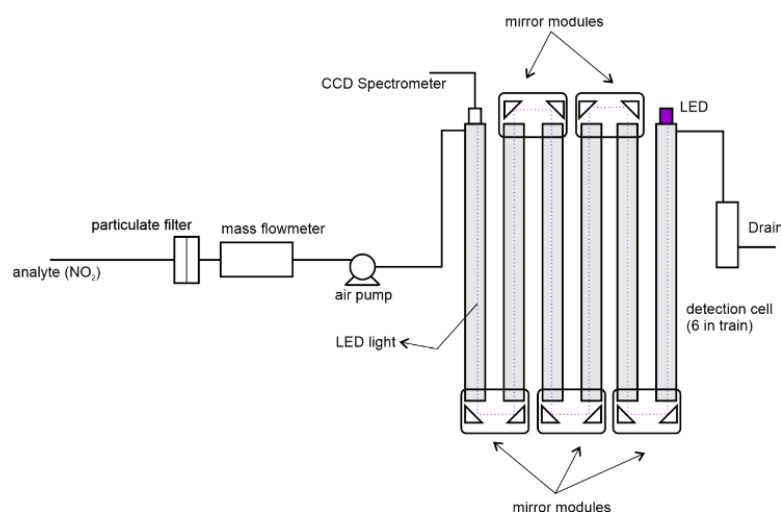 mirror modules
CCD Spectrometer
LED
particulate filter
mass flowmeter
Drain
analyte (NO₂)
air pump
detection cell
(6 in train)
LED light
mirror modules